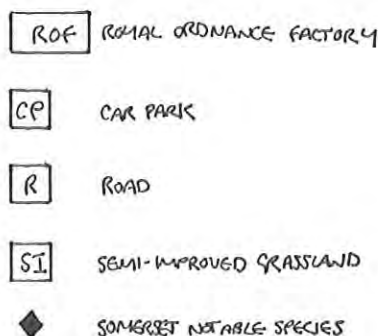 ROF ROYAL ORDNANCE FACTORY
CP CAR PARK
R ROAD
SI SEMI-IMPROVED GRASSLAND
SOMERSET NOTABLE SPECIES